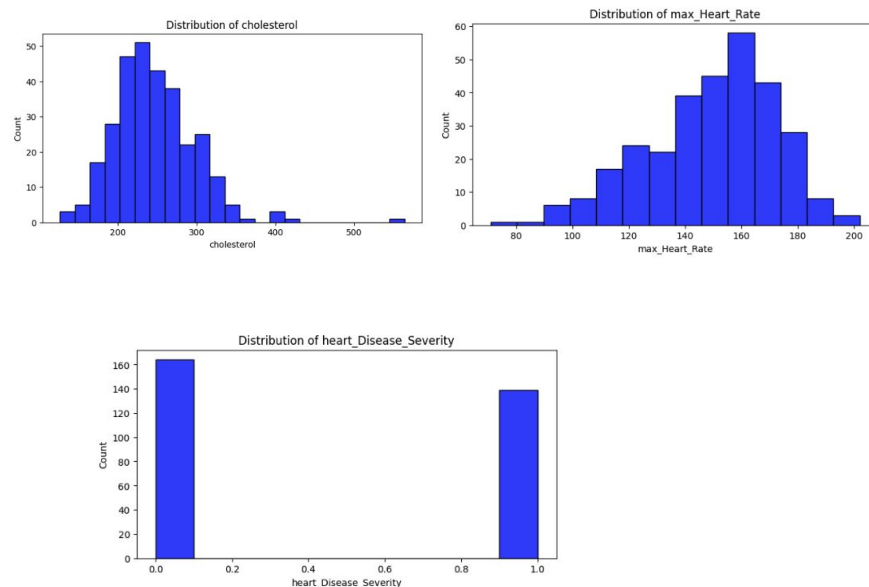 Distribution of cholesterol
50
40
30
20
10
0
Count
200 300 400 500
cholesterol
Distribution of max_Heart_Rate
60
50
40
30
20
10
0
Count
80 100 120 140 160 180 200
max_Heart_Rate
Distribution of heart_Disease_Severity
160
140
120
100
80
60
40
20
0
Count
0.0 0.2 0.4 0.6 0.8 1.0
heart_Disease_Severity